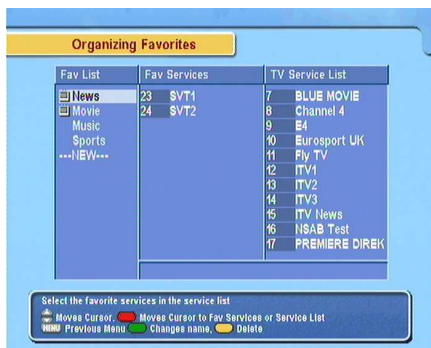 Organizing Favorites
Fav List Fav Services TV Service List
News 23 SVT1 7 BLUE MOVIE
Movie 24 SVT2 8 Channel 4
Music 9 E4
Sports 10 Eurosport UK
---NEW--- 11 Fly TV
12 ITV1
13 ITV2
14 ITV3
15 ITV News
16 NSAB Test
17 PREMIERE DIREK
Select the favorite services in the service list
Moves Cursor, Moves Cursor to Fav Services or Service List
MENU Previous Menu Changes name, Delete